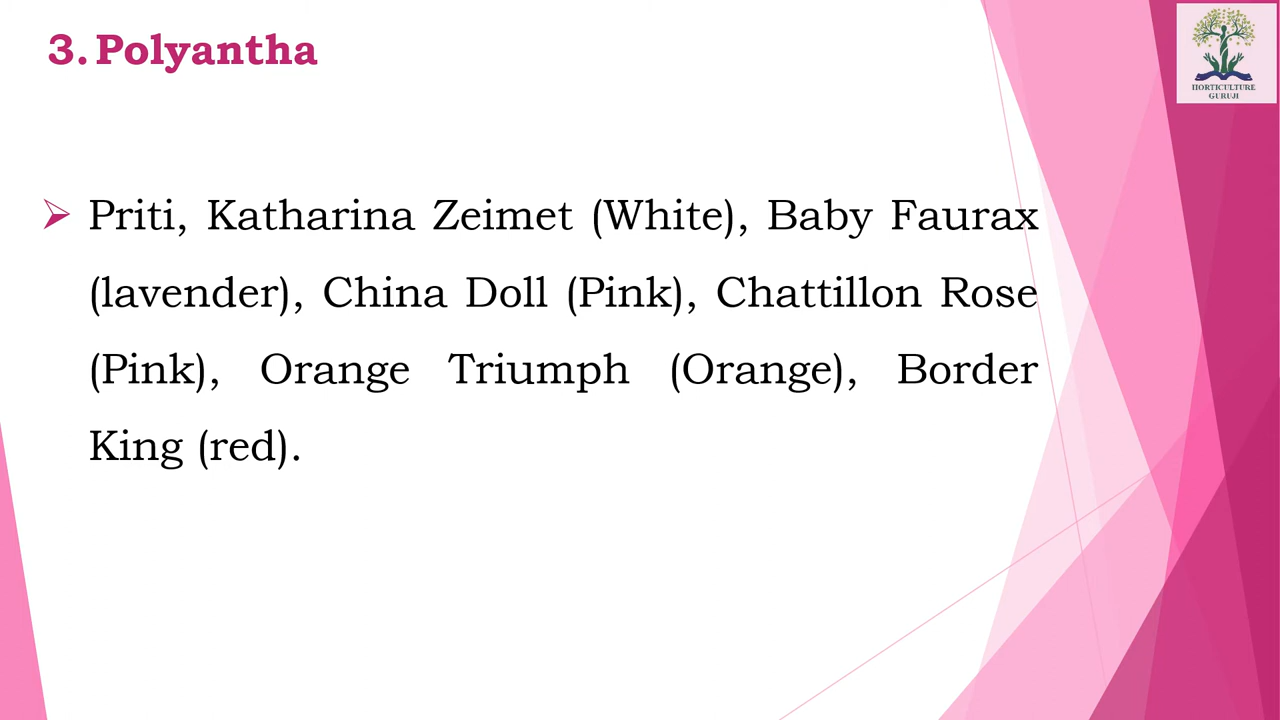 3. Polyantha
HORTICULTURE
GURUJI
➢ Priti, Katharina Zeimet (White), Baby Faurax
(lavender), China Doll (Pink), Chattillon Rose
(Pink), Orange Triumph (Orange), Border
King (red).